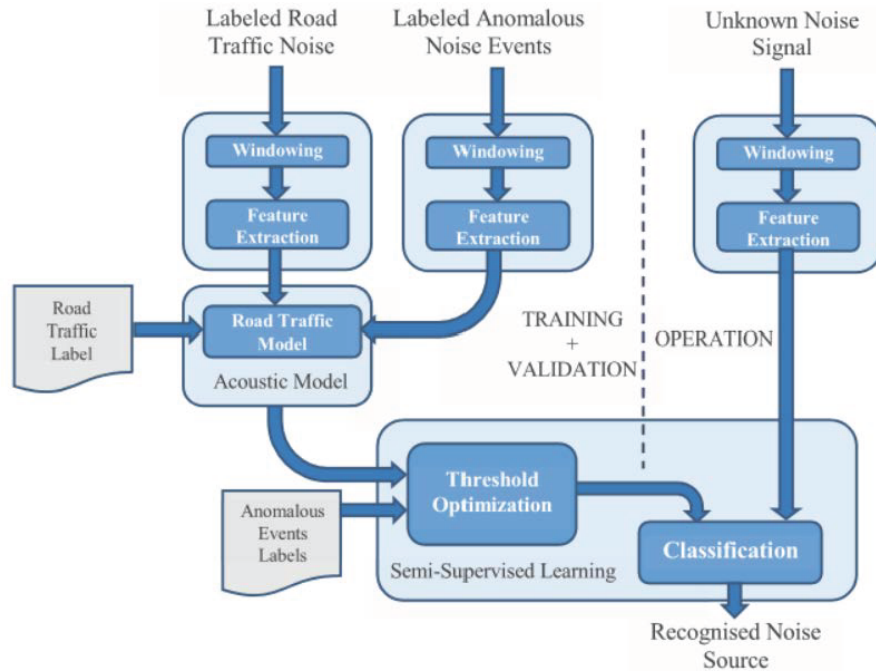 Labeled Road
Traffic Noise
Labeled Anomalous
Noise Events
Unknown Noise
Signal
Windowing
Windowing
Windowing
Feature
Extraction
Feature
Extraction
Feature
Extraction
Road
Traffic
Label
Road Traffic
Model
Acoustic Model
TRAINING
+
VALIDATION
OPERATION
Anomalous
Events
Labels
Threshold
Optimization
Semi-Supervised Learning
Classification
Recognised Noise
Source